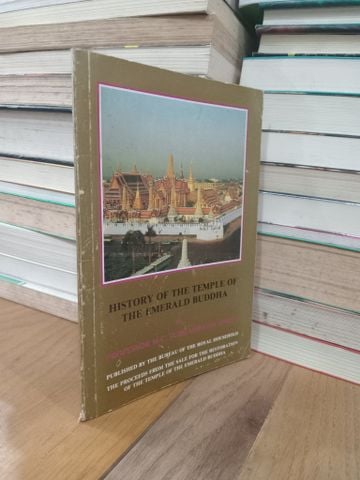 HISTORY OF THE TEMPLE OF
THE EMERALD BUDDHA
PROFESSOR M.C.
PUBLISHED BY THE BUREAU OF THE ROYAL HOUSEHOLD
THE PROCEEDS FROM THE SALE FOR THE RESTORATION
OF THE TEMPLE OF THE EMERALD BUDDHA